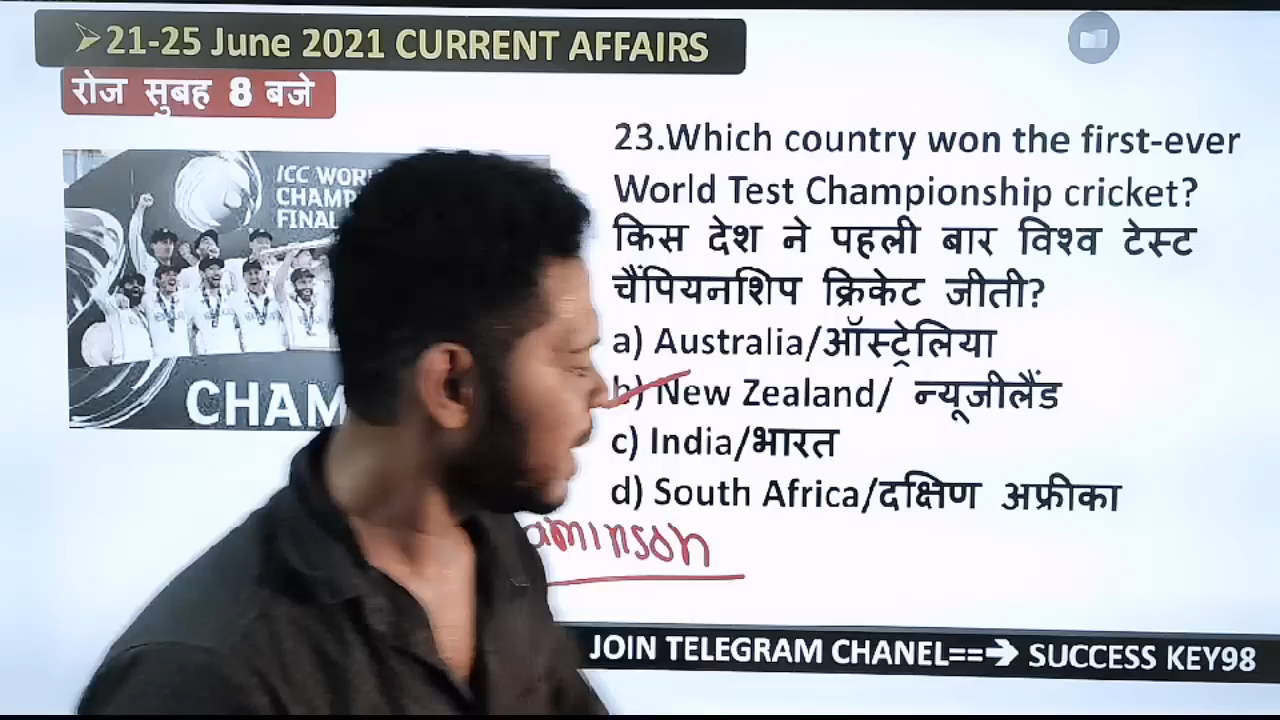 ➢21-25 June 2021 CURRENT AFFAIRS
रोज सुबह 8 बजे
ICC WOR
CHAMP
FINAL
CHAM
23.Which country won the first-ever
World Test Championship cricket?
किस देश ने पहली बार विश्व टेस्ट
चैंपियनशिप क्रिकेट जीती?
a) Australia/ऑस्ट्रेलिया
b) New Zealand/ न्यूजीलैंड
c) India/भारत
d) South Africa/दक्षिण अफ्रीका
aminson
JOIN TELEGRAM CHANEL==➔ SUCCESS KEY98